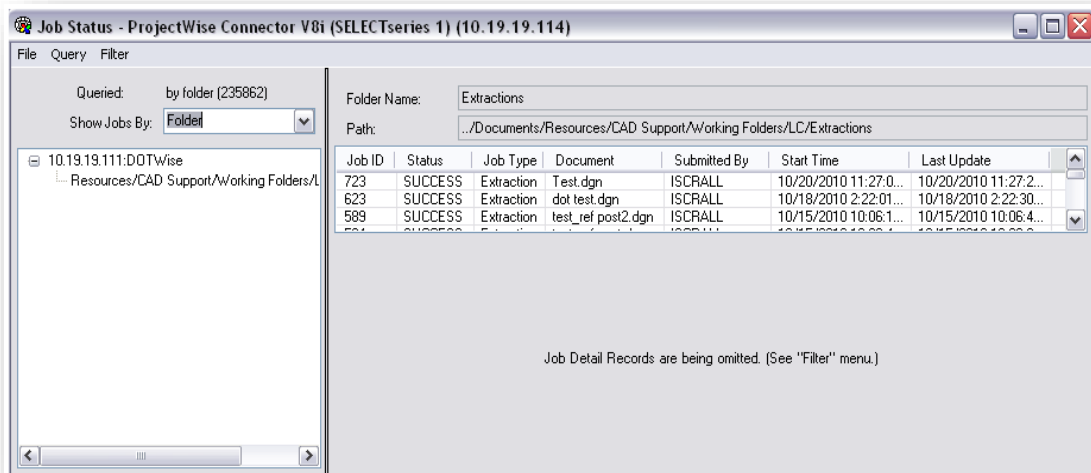 Job Status - ProjectWise Connector V8i (SELECTseries 1) (10.19.19.114)
File Query Filter
Queried: by folder (235862)
Show Jobs By: Folder
10.19.19.111:DOTWise
Resources/CAD Support/Working Folders/L
Folder Name: Extractions
Path: ../Documents/Resources/CAD Support/Working Folders/LC/Extractions
Job ID Status Job Type Document Submitted By Start Time Last Update
723 SUCCESS Extraction Test.dgn ISCRALL 10/20/2010 11:27:0... 10/20/2010 11:27:2...
623 SUCCESS Extraction dot test.dgn ISCRALL 10/18/2010 2:22:01... 10/18/2010 2:22:30...
589 SUCCESS Extraction test_ref post2.dgn ISCRALL 10/15/2010 10:06:1... 10/15/2010 10:06:4...
Job Detail Records are being omitted. (See "Filter" menu.)